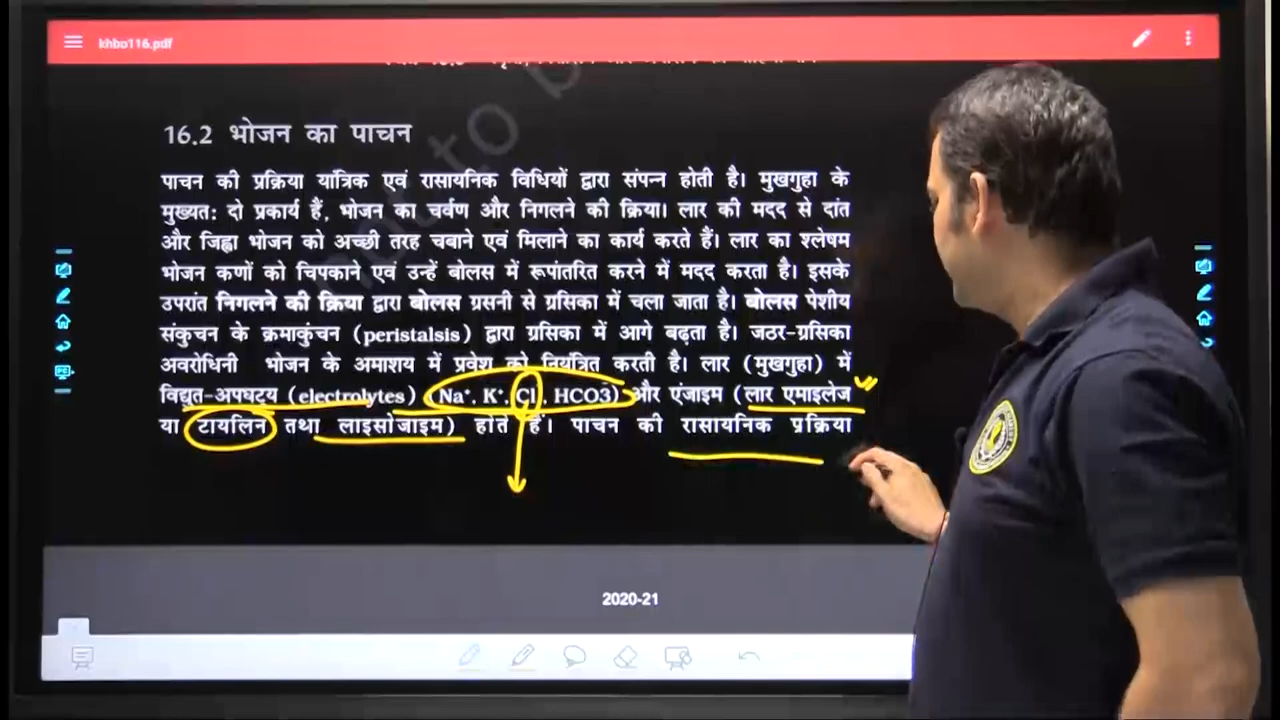 khbo116.pdf
16.2 भोजन का पाचन
पाचन की प्रक्रिया यांत्रिक एवं रासायनिक विधियों द्वारा संपन्न होती है। मुखगुहा के
मुख्यत: दो प्रकार्य हैं, भोजन का चर्वण और निगलने की क्रिया। लार की मदद से दांत
और जिह्वा भोजन को अच्छी तरह चबाने एवं मिलाने का कार्य करते हैं। लार का श्लेषम
भोजन कणों को चिपकाने एवं उन्हें बोलस में रूपांतरित करने में मदद करता है। इसके
उपरांत निगलने की क्रिया द्वारा बोलस ग्रसनी से ग्रसिका में चला जाता है। बोलस पेशीय
संकुचन के क्रमाकुंचन (peristalsis) द्वारा ग्रसिका में आगे बढ़ता है। जठर-ग्रसिका
अवरोधिनी भोजन के अमाशय में प्रवेश को नियंत्रित करती है। लार (मुखगुहा) में
विद्युत-अपघट्य (electrolytes) (Na⁺, K⁺, Cl⁻, HCO3) और एंजाइम (लार एमाइलेज
या टायलिन तथा लाइसोजाइम) होते हैं। पाचन की रासायनिक प्रक्रिया
2020-21